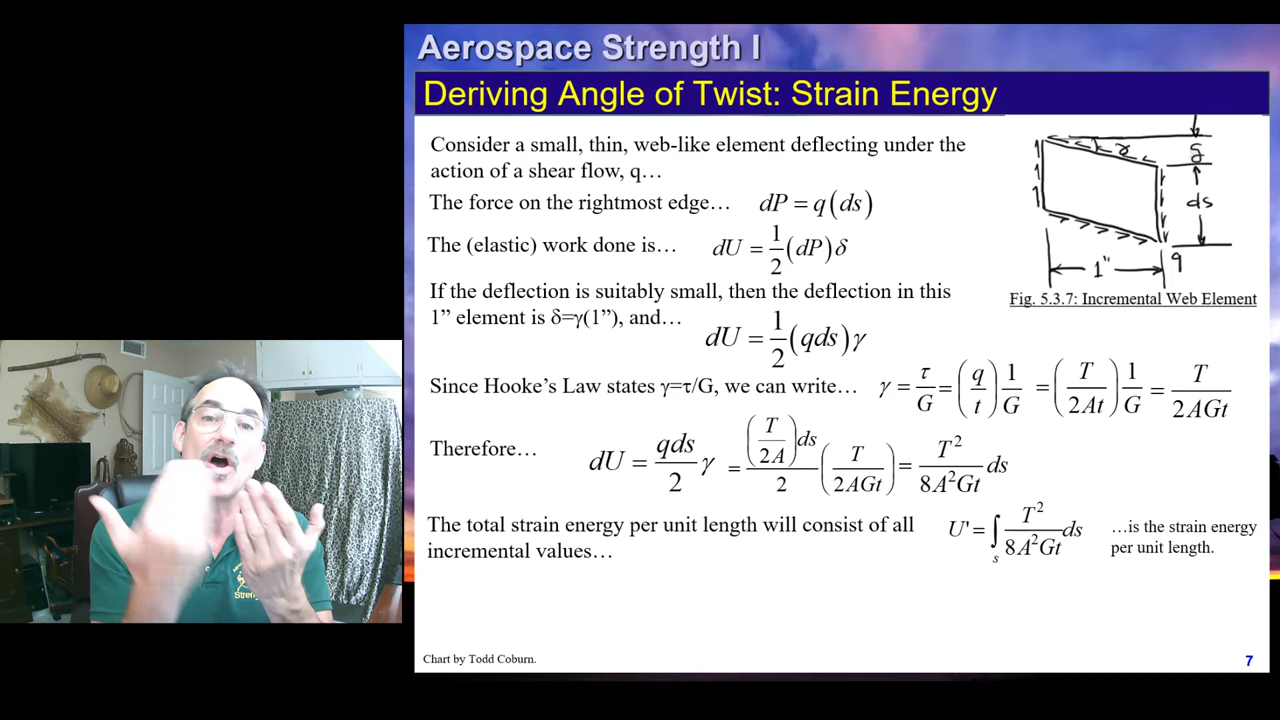 Aerospace Strength I
Deriving Angle of Twist: Strain Energy
Consider a small, thin, web-like element deflecting under the
action of a shear flow, q…
The force on the rightmost edge… dP = q(ds)
The (elastic) work done is… dU = 1/2 (dP)δ
If the deflection is suitably small, then the deflection in this
1” element is δ=γ(1”), and…
dU = 1/2 (qds)γ
Since Hooke’s Law states γ=τ/G, we can write… γ = τ/G = (q/t) 1/G = (T/2At) 1/G = T/2AGt
Therefore… dU = qds/2 γ = (T/2A)ds/2 (T/2AGt) = T²/8A²Gt ds
The total strain energy per unit length will consist of all
incremental values…
U' = ∫s T²/8A²Gt ds
…is the strain energy
per unit length.
γ
δ
ds
1"
q
Fig. 5.3.7: Incremental Web Element
Streng
Chart by Todd Coburn.
7